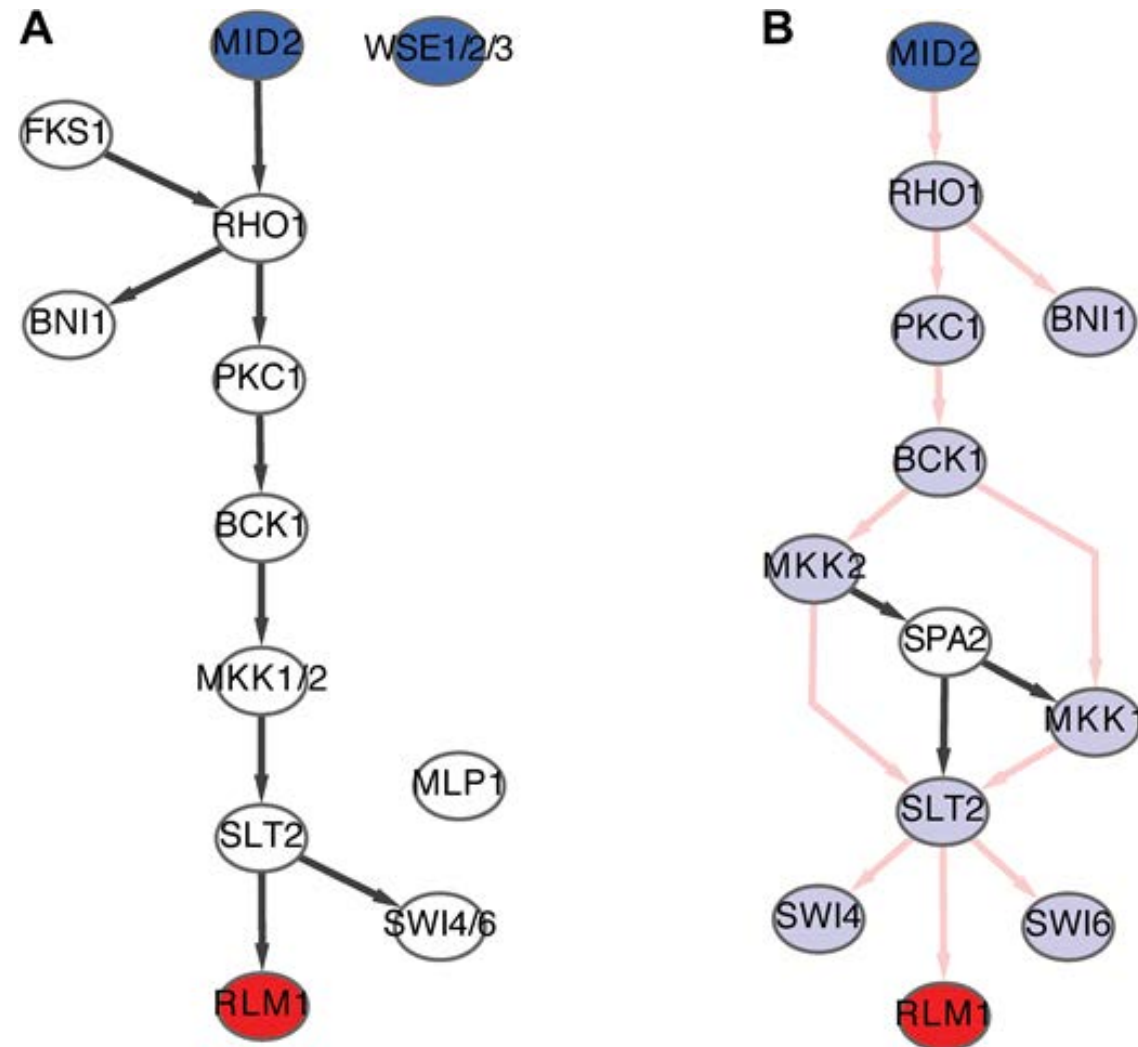 A
MID2
WSE1/2/3
FKS1
RHO1
BNI1
PKC1
BCK1
MKK1/2
MLP1
SLT2
SWI4/6
RLM1
B
MID2
RHO1
PKC1
BNI1
BCK1
MKK2
SPA2
MKK1
SLT2
SWI4
SWI6
RLM1